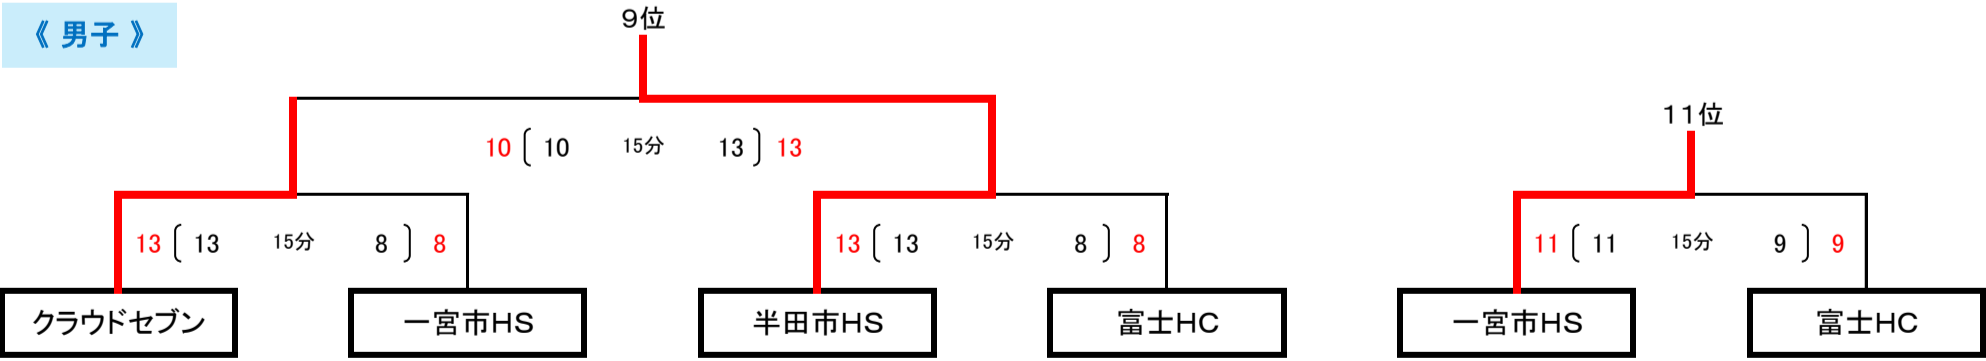 《 男子 》
９位
10 ( 10 15分 13 ) 13
１１位
13 ( 13 15分 8 ) 8
13 ( 13 15分 8 ) 8
11 ( 11 15分 9 ) 9
クラウドセブン
一宮市ＨＳ
半田市ＨＳ
富士ＨＣ
一宮市ＨＳ
富士ＨＣ